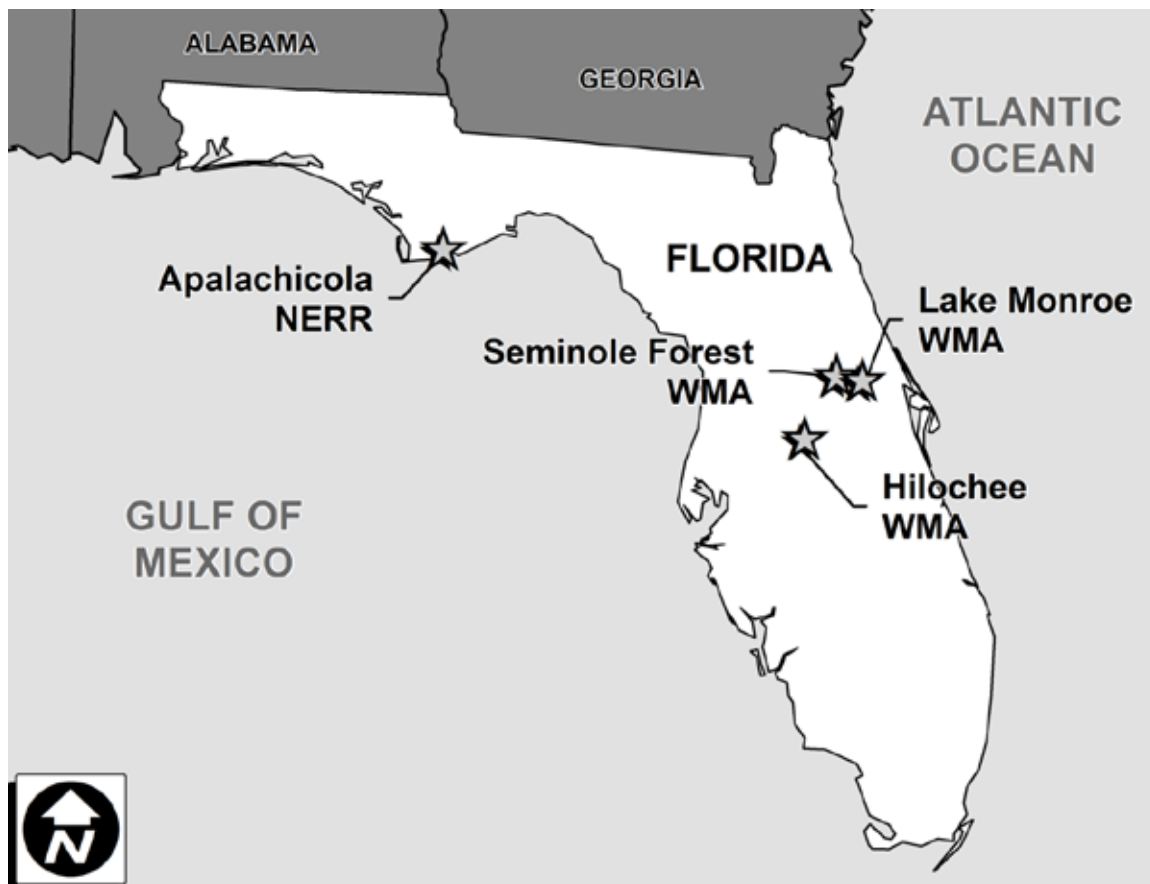 ALABAMA
GEORGIA
ATLANTIC
OCEAN
FLORIDA
Apalachicola
NERR
Lake Monroe
WMA
Seminole Forest
WMA
Hilochee
WMA
GULF OF
MEXICO
N